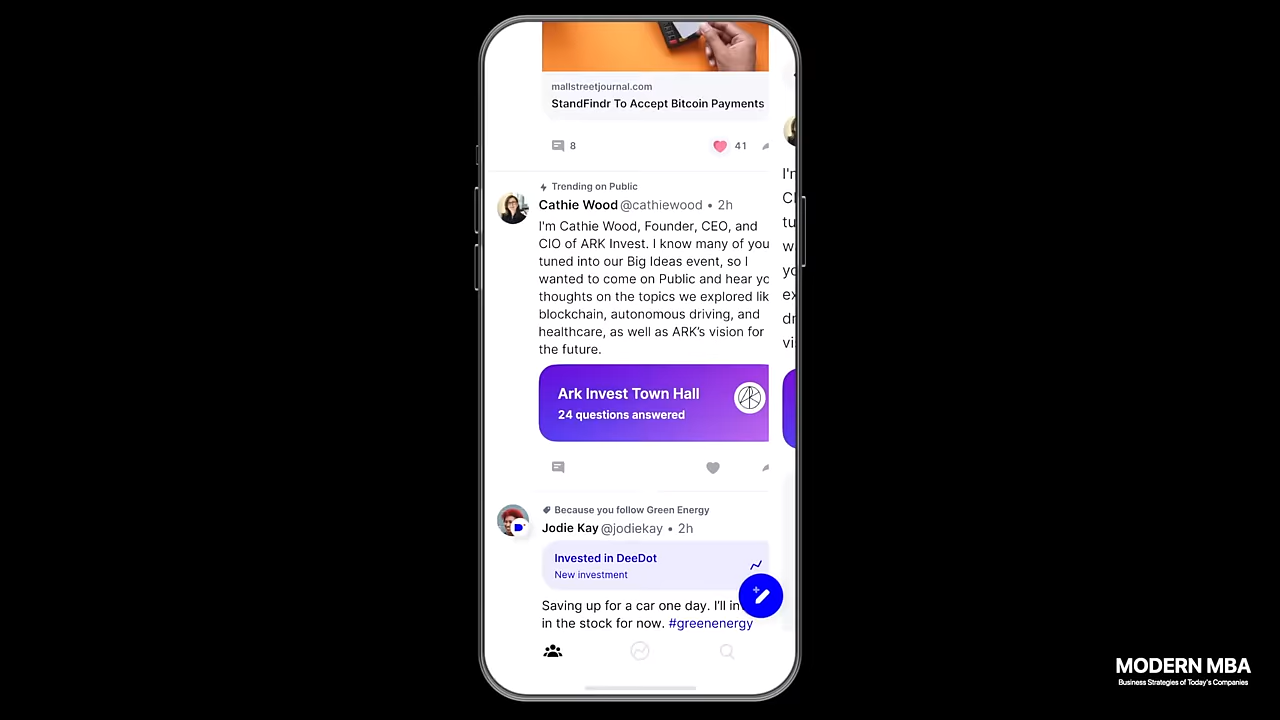 mallstreetjournal.com
StandFindr To Accept Bitcoin Payments
8
41
Trending on Public
Cathie Wood @cathiewood • 2h
I'm Cathie Wood, Founder, CEO, and
CIO of ARK Invest. I know many of you
tuned into our Big Ideas event, so I
wanted to come on Public and hear yo
thoughts on the topics we explored lik
blockchain, autonomous driving, and
healthcare, as well as ARK's vision for
the future.
Ark Invest Town Hall
24 questions answered
Because you follow Green Energy
Jodie Kay @jodiekay • 2h
Invested in DeeDot
New investment
Saving up for a car one day. I'll in
in the stock for now. #greenenergy
I'm
tu
w
yo
ex
dr
vi
MODERN MBA
Business Strategies of Today's Companies